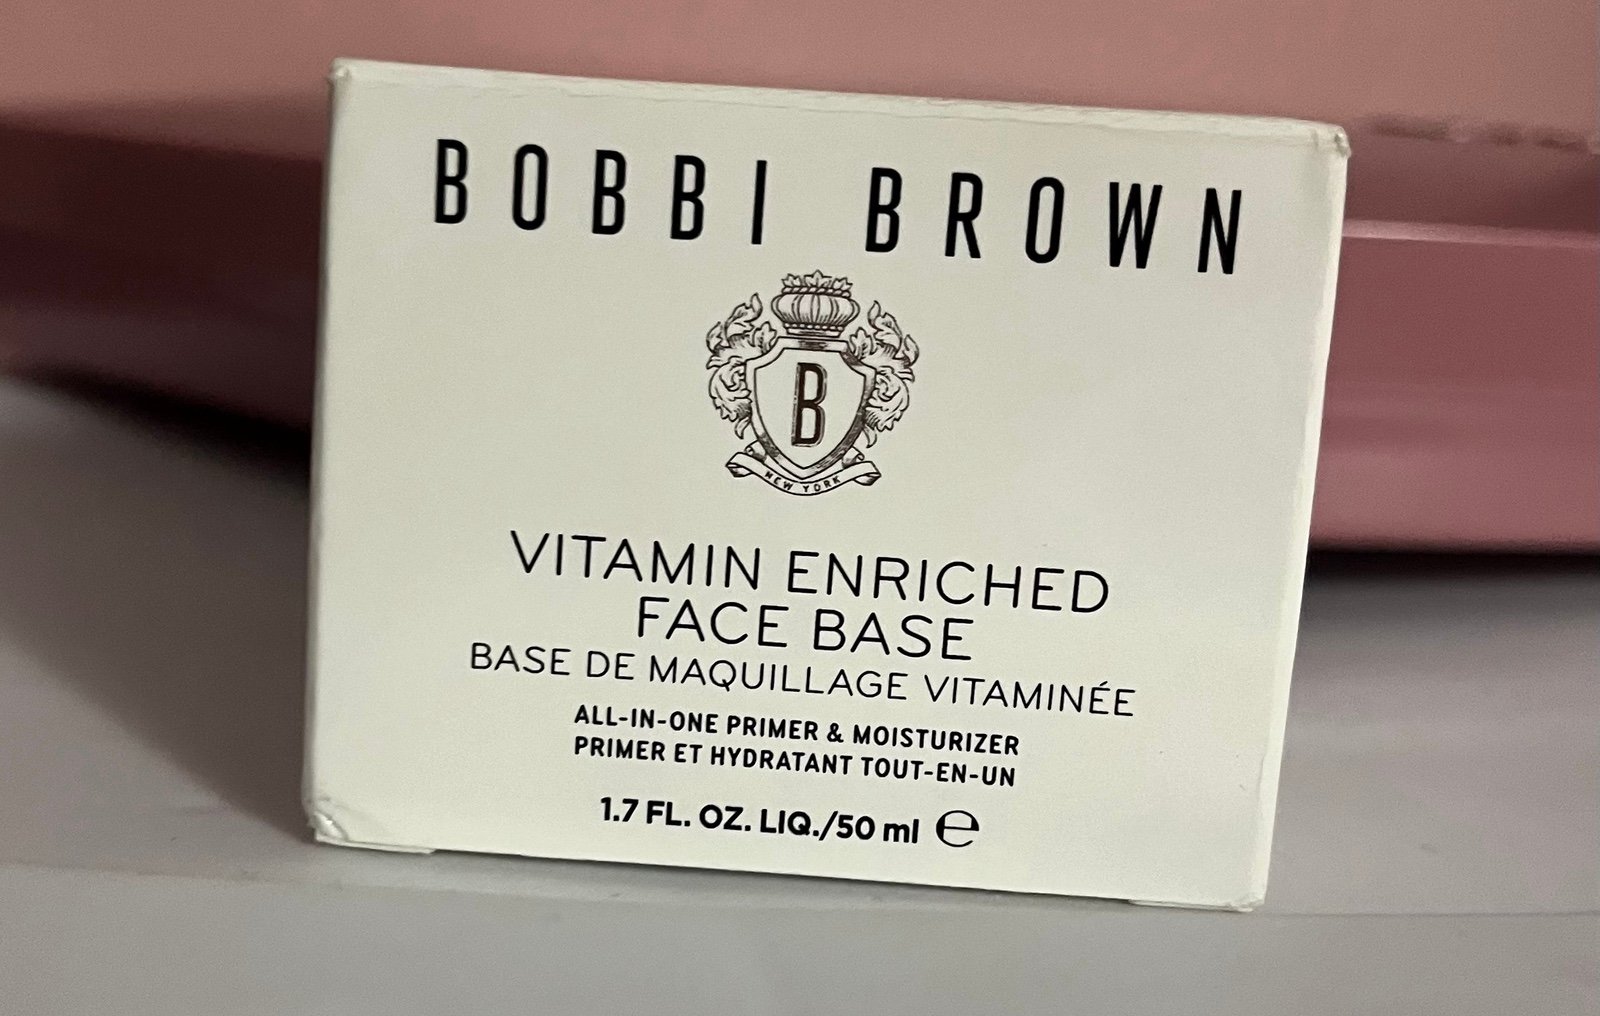 BOBBI BROWN
B
NEW YORK
VITAMIN ENRICHED
FACE BASE
BASE DE MAQUILLAGE VITAMINÉE
ALL-IN-ONE PRIMER & MOISTURIZER
PRIMER ET HYDRATANT TOUT-EN-UN
1.7 FL. OZ. LIQ./50 ml ℮